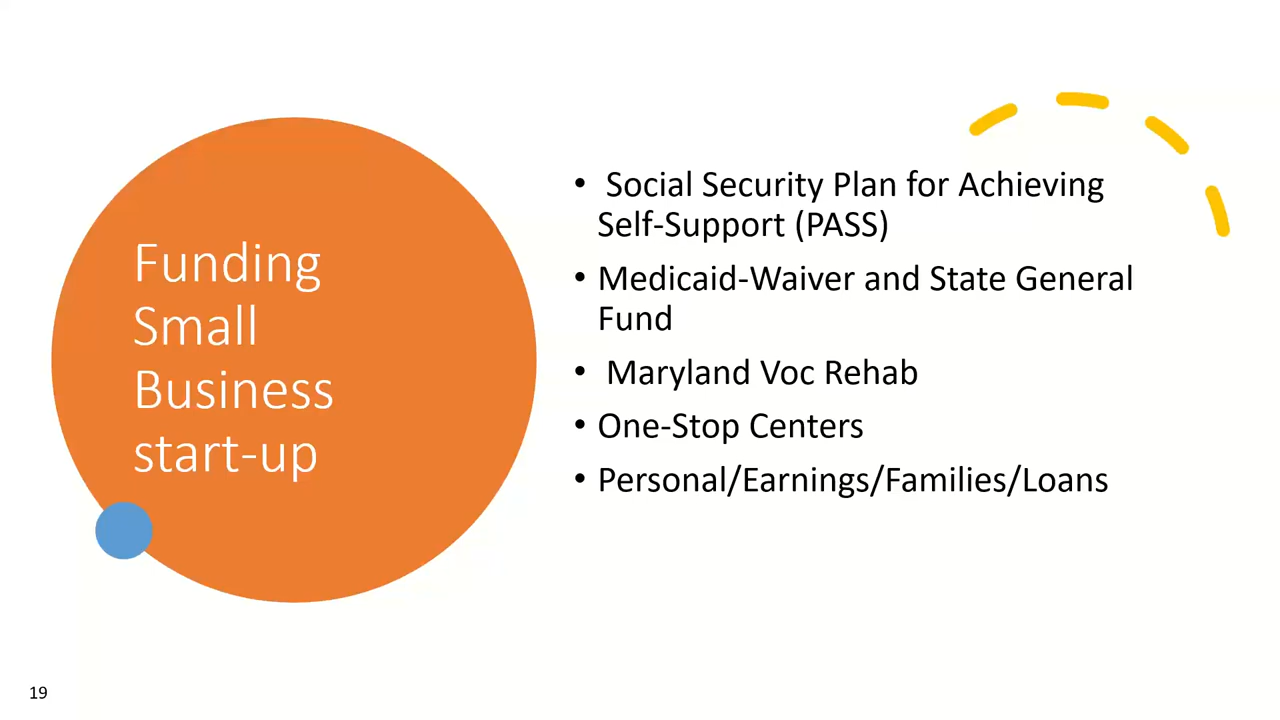 Funding
Small
Business
start-up
• Social Security Plan for Achieving
Self-Support (PASS)
• Medicaid-Waiver and State General
Fund
• Maryland Voc Rehab
• One-Stop Centers
• Personal/Earnings/Families/Loans
19